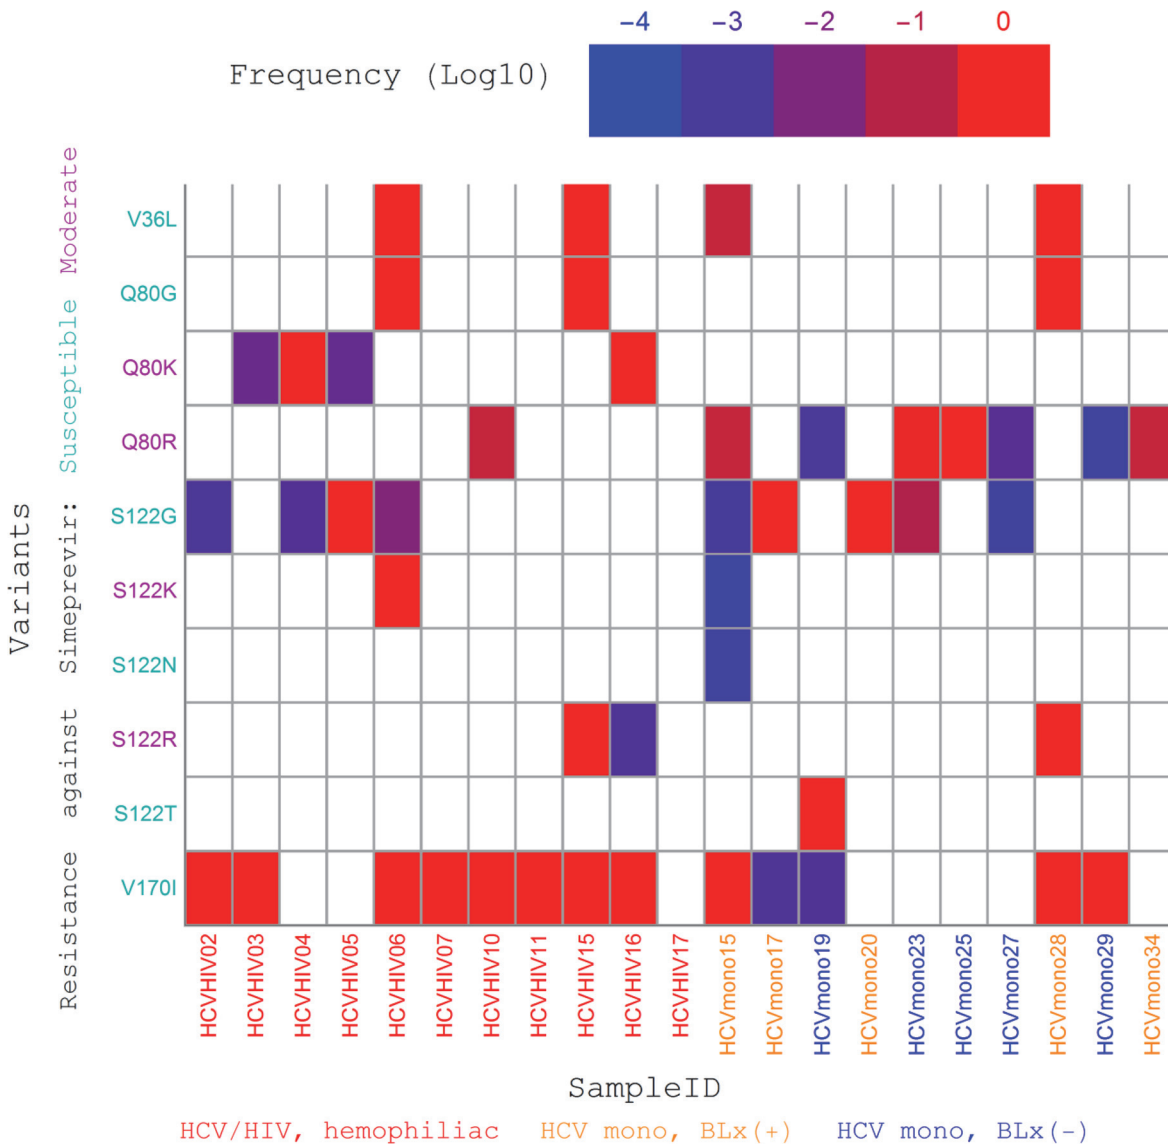 −4 −3 −2 −1 0
Frequency (Log10)
Variants
Resistance against Simeprevir: Susceptible Moderate
V36L
Q80G
Q80K
Q80R
S122G
S122K
S122N
S122R
S122T
V170I
HCVHIV02
HCVHIV03
HCVHIV04
HCVHIV05
HCVHIV06
HCVHIV07
HCVHIV10
HCVHIV11
HCVHIV15
HCVHIV16
HCVHIV17
HCVmono15
HCVmono17
HCVmono19
HCVmono20
HCVmono23
HCVmono25
HCVmono27
HCVmono28
HCVmono29
HCVmono34
SampleID
HCV/HIV, hemophiliac HCV mono, BLx(+) HCV mono, BLx(-)